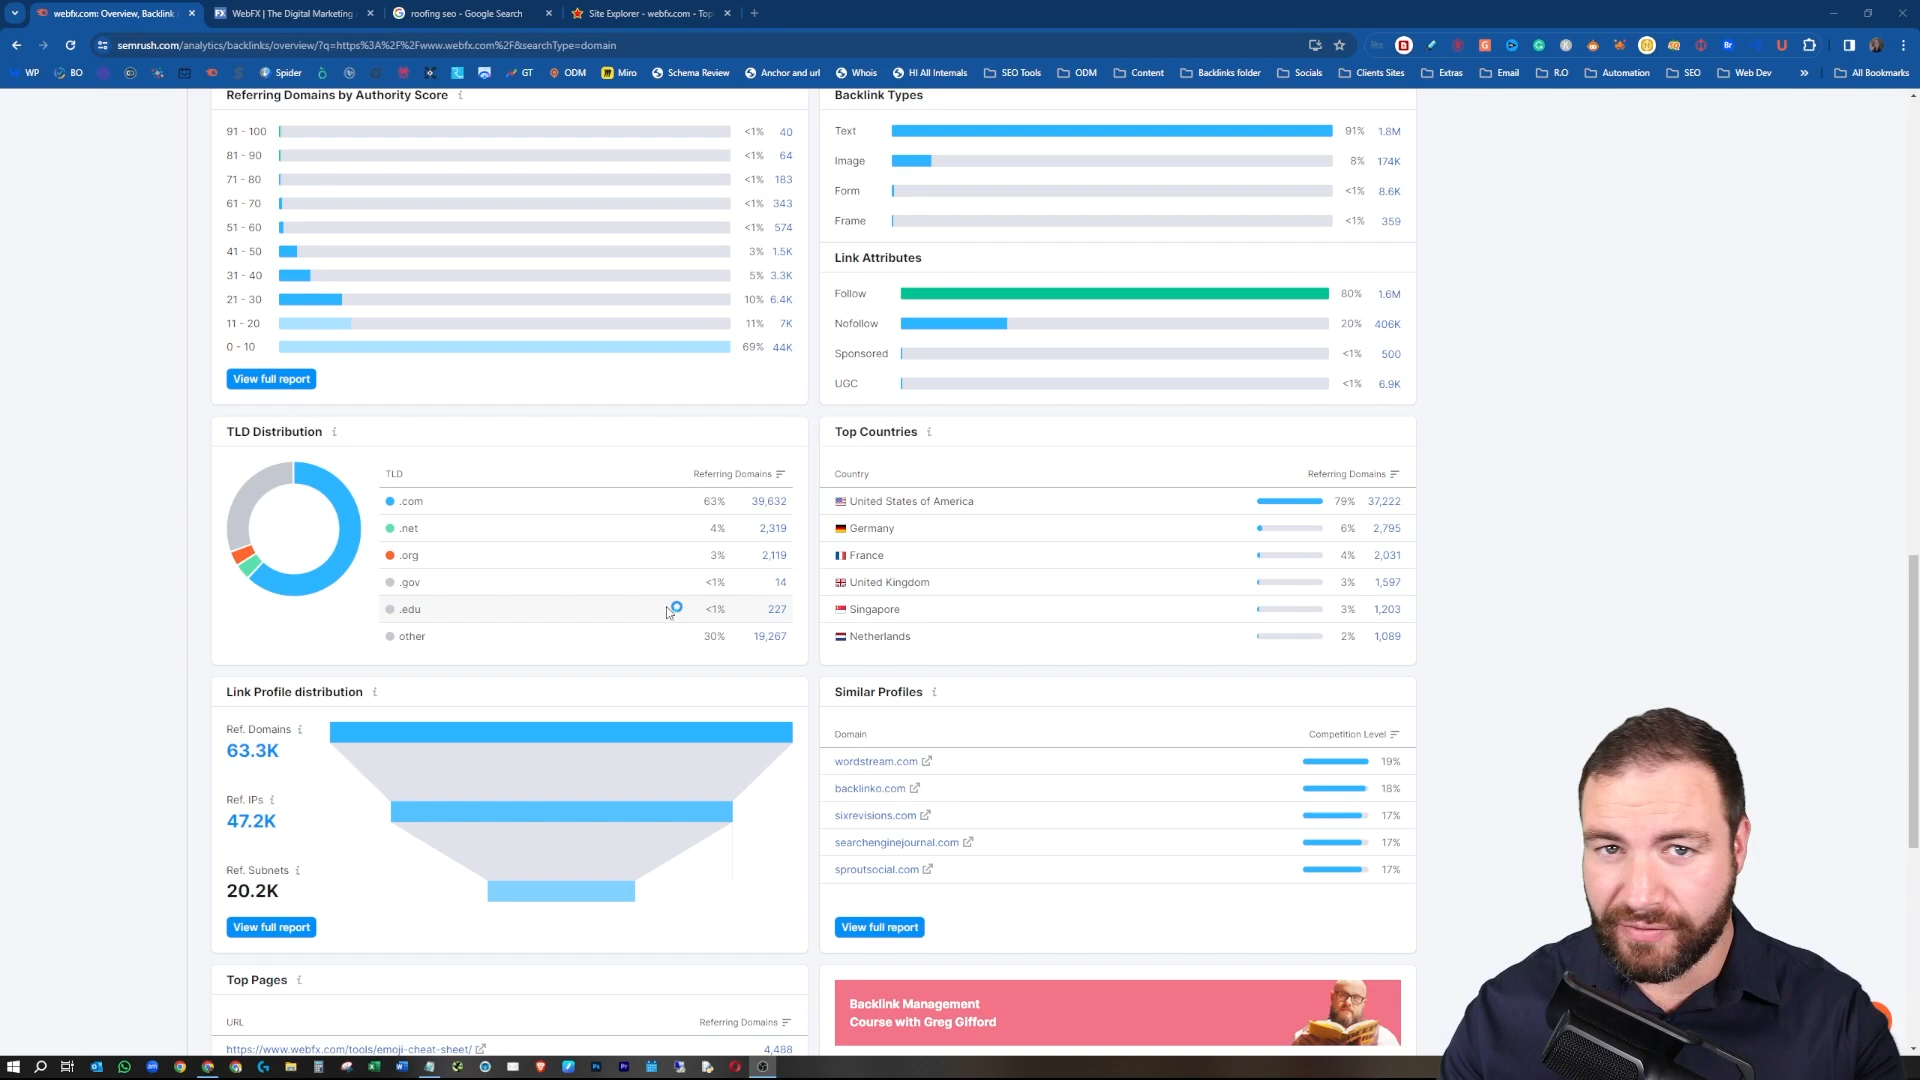 webfx.com: Overview, Backlink
WebFX | The Digital Marketing
roofing seo - Google Search
Site Explorer - webfx.com - Top
semrush.com/analytics/backlinks/overview/?q=https%3A%2F%2Fwww.webfx.com%2F&searchType=domain
WP
BO
Spider
GT
ODM
Miro
Schema Review
Anchor and url
Whois
HI All Internals
SEO Tools
ODM
Content
Backlinks folder
Socials
Clients Sites
Extras
Email
R.O
Automation
SEO
Web Dev
All Bookmarks
Referring Domains by Authority Score
91 - 100 <1% 40
81 - 90 <1% 64
71 - 80 <1% 183
61 - 70 <1% 343
51 - 60 <1% 574
41 - 50 3% 1.5K
31 - 40 5% 3.3K
21 - 30 10% 6.4K
11 - 20 11% 7K
0 - 10 69% 44K
View full report
Backlink Types
Text 91% 1.8M
Image 8% 174K
Form <1% 8.6K
Frame <1% 359
Link Attributes
Follow 80% 1.6M
Nofollow 20% 406K
Sponsored <1% 500
UGC <1% 6.9K
TLD Distribution
TLD Referring Domains
.com 63% 39,632
.net 4% 2,319
.org 3% 2,119
.gov <1% 14
.edu <1% 227
other 30% 19,267
Top Countries
Country Referring Domains
United States of America 79% 37,222
Germany 6% 2,795
France 4% 2,031
United Kingdom 3% 1,597
Singapore 3% 1,203
Netherlands 2% 1,089
Link Profile distribution
Ref. Domains
63.3K
Ref. IPs
47.2K
Ref. Subnets
20.2K
View full report
Similar Profiles
Domain Competition Level
wordstream.com 19%
backlinko.com 18%
sixrevisions.com 17%
searchenginejournal.com 17%
sproutsocial.com 17%
View full report
Top Pages
URL Referring Domains
https://www.webfx.com/tools/emoji-cheat-sheet/ 4,488
Backlink Management
Course with Greg Gifford